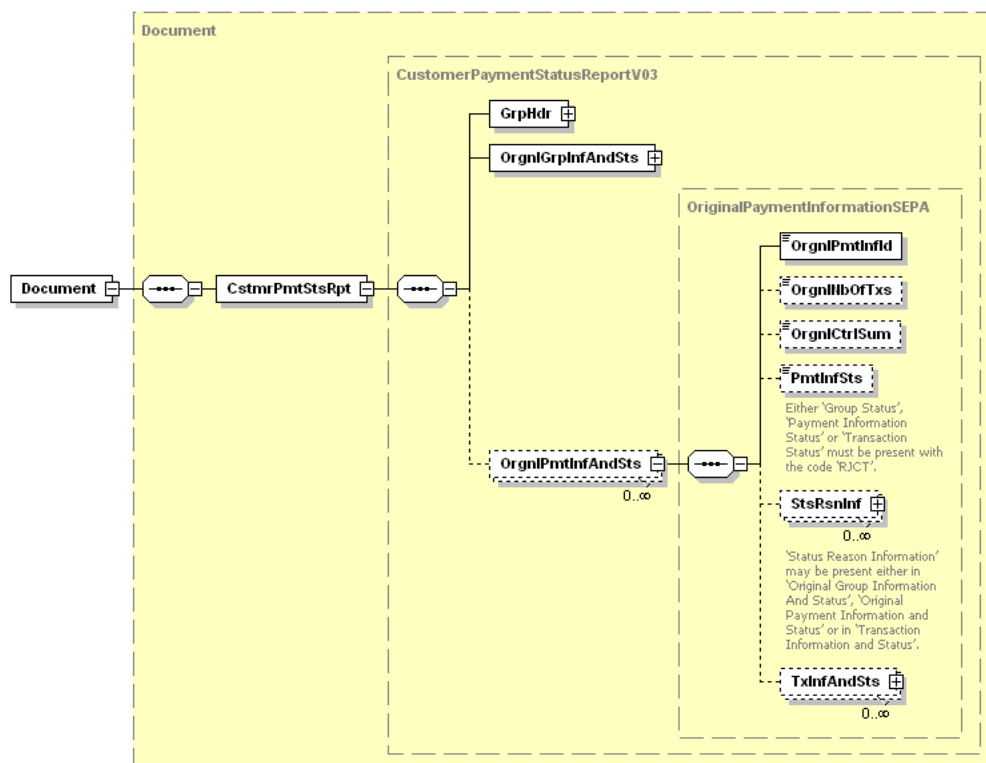 Document
CustomerPaymentStatusReportV03
GrpHdr
OrgnlGrpInfAndSts
OriginalPaymentInformationSEPA
OrgnlPmtInfId
OrgnlNbOfTxs
Document
CstmrPmtStsRpt
OrgnlCtrlSum
PmtInfSts
Either 'Group Status',
'Payment Information
Status' or 'Transaction
Status' must be present with
the code 'RJCT'.
OrgnlPmtInfAndSts
0..∞
StsRsnInf
0..∞
'Status Reason Information'
may be present either in
'Original Group Information
And Status', 'Original
Payment Information and
Status' or in 'Transaction
Information and Status'.
TxInfAndSts
0..∞